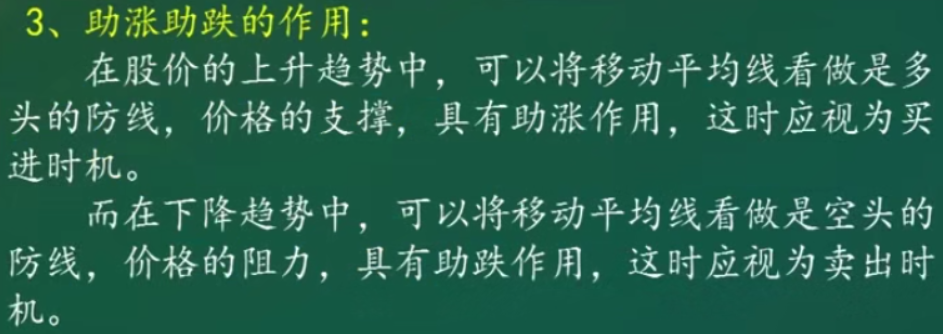 3、助涨助跌的作用：
在股价的上升趋势中，可以将移动平均线看做是多
头的防线，价格的支撑，具有助涨作用，这时应视为买
进时机。
而在下降趋势中，可以将移动平均线看做是空头的
防线，价格的阻力，具有助跌作用，这时应视为卖出时
机。